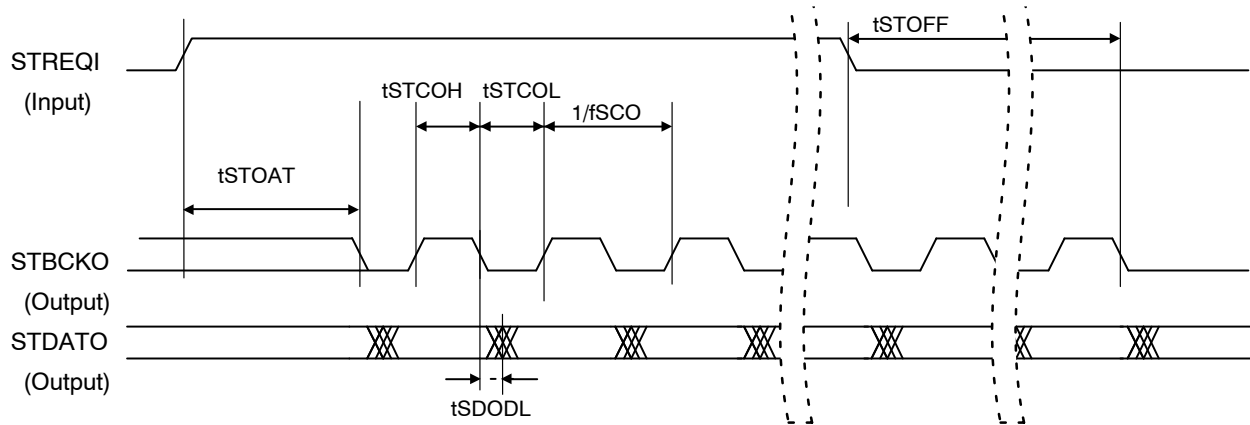 tSTOFF
STREQI
(Input)
tSTCOH
tSTCOL
1/fSCO
tSTOAT
STBCKO
(Output)
STDATO
(Output)
tSDODL